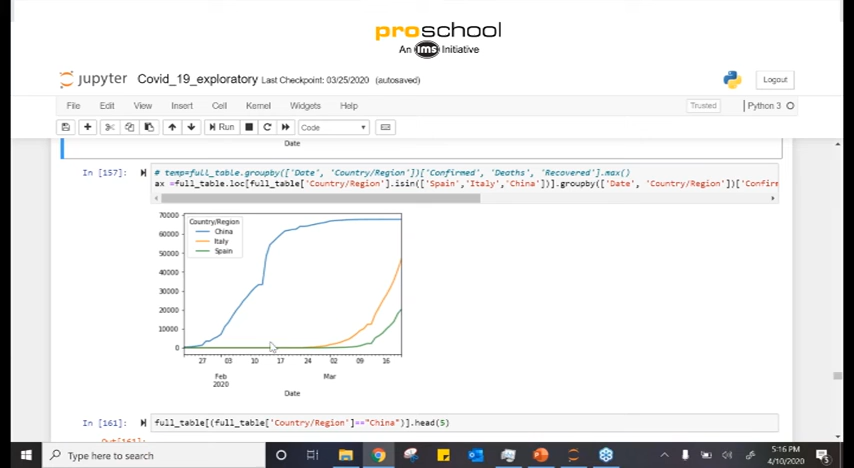 proschool
An ims Initiative
jupyter Covid_19_exploratory Last Checkpoint: 03/25/2020 (autosaved)
Logout
File Edit View Insert Cell Kernel Widgets Help
Trusted
Python 3
Run
Code
Date
In [157]:
# temp=full_table.groupby(['Date', 'Country/Region'])['Confirmed', 'Deaths', 'Recovered'].max()
ax =full_table.loc[full_table['Country/Region'].isin(['Spain','Italy','China'])].groupby(['Date', 'Country/Region'])['Confirm
70000
60000
50000
40000
30000
20000
10000
0
Country/Region
China
Italy
Spain
27 03 10 17 24 02 09 16
Feb Mar
2020
Date
In [161]:
full_table[(full_table['Country/Region']=="China")].head(5)
Out[161]:
Type here to search
5:16 PM
4/10/2020
5